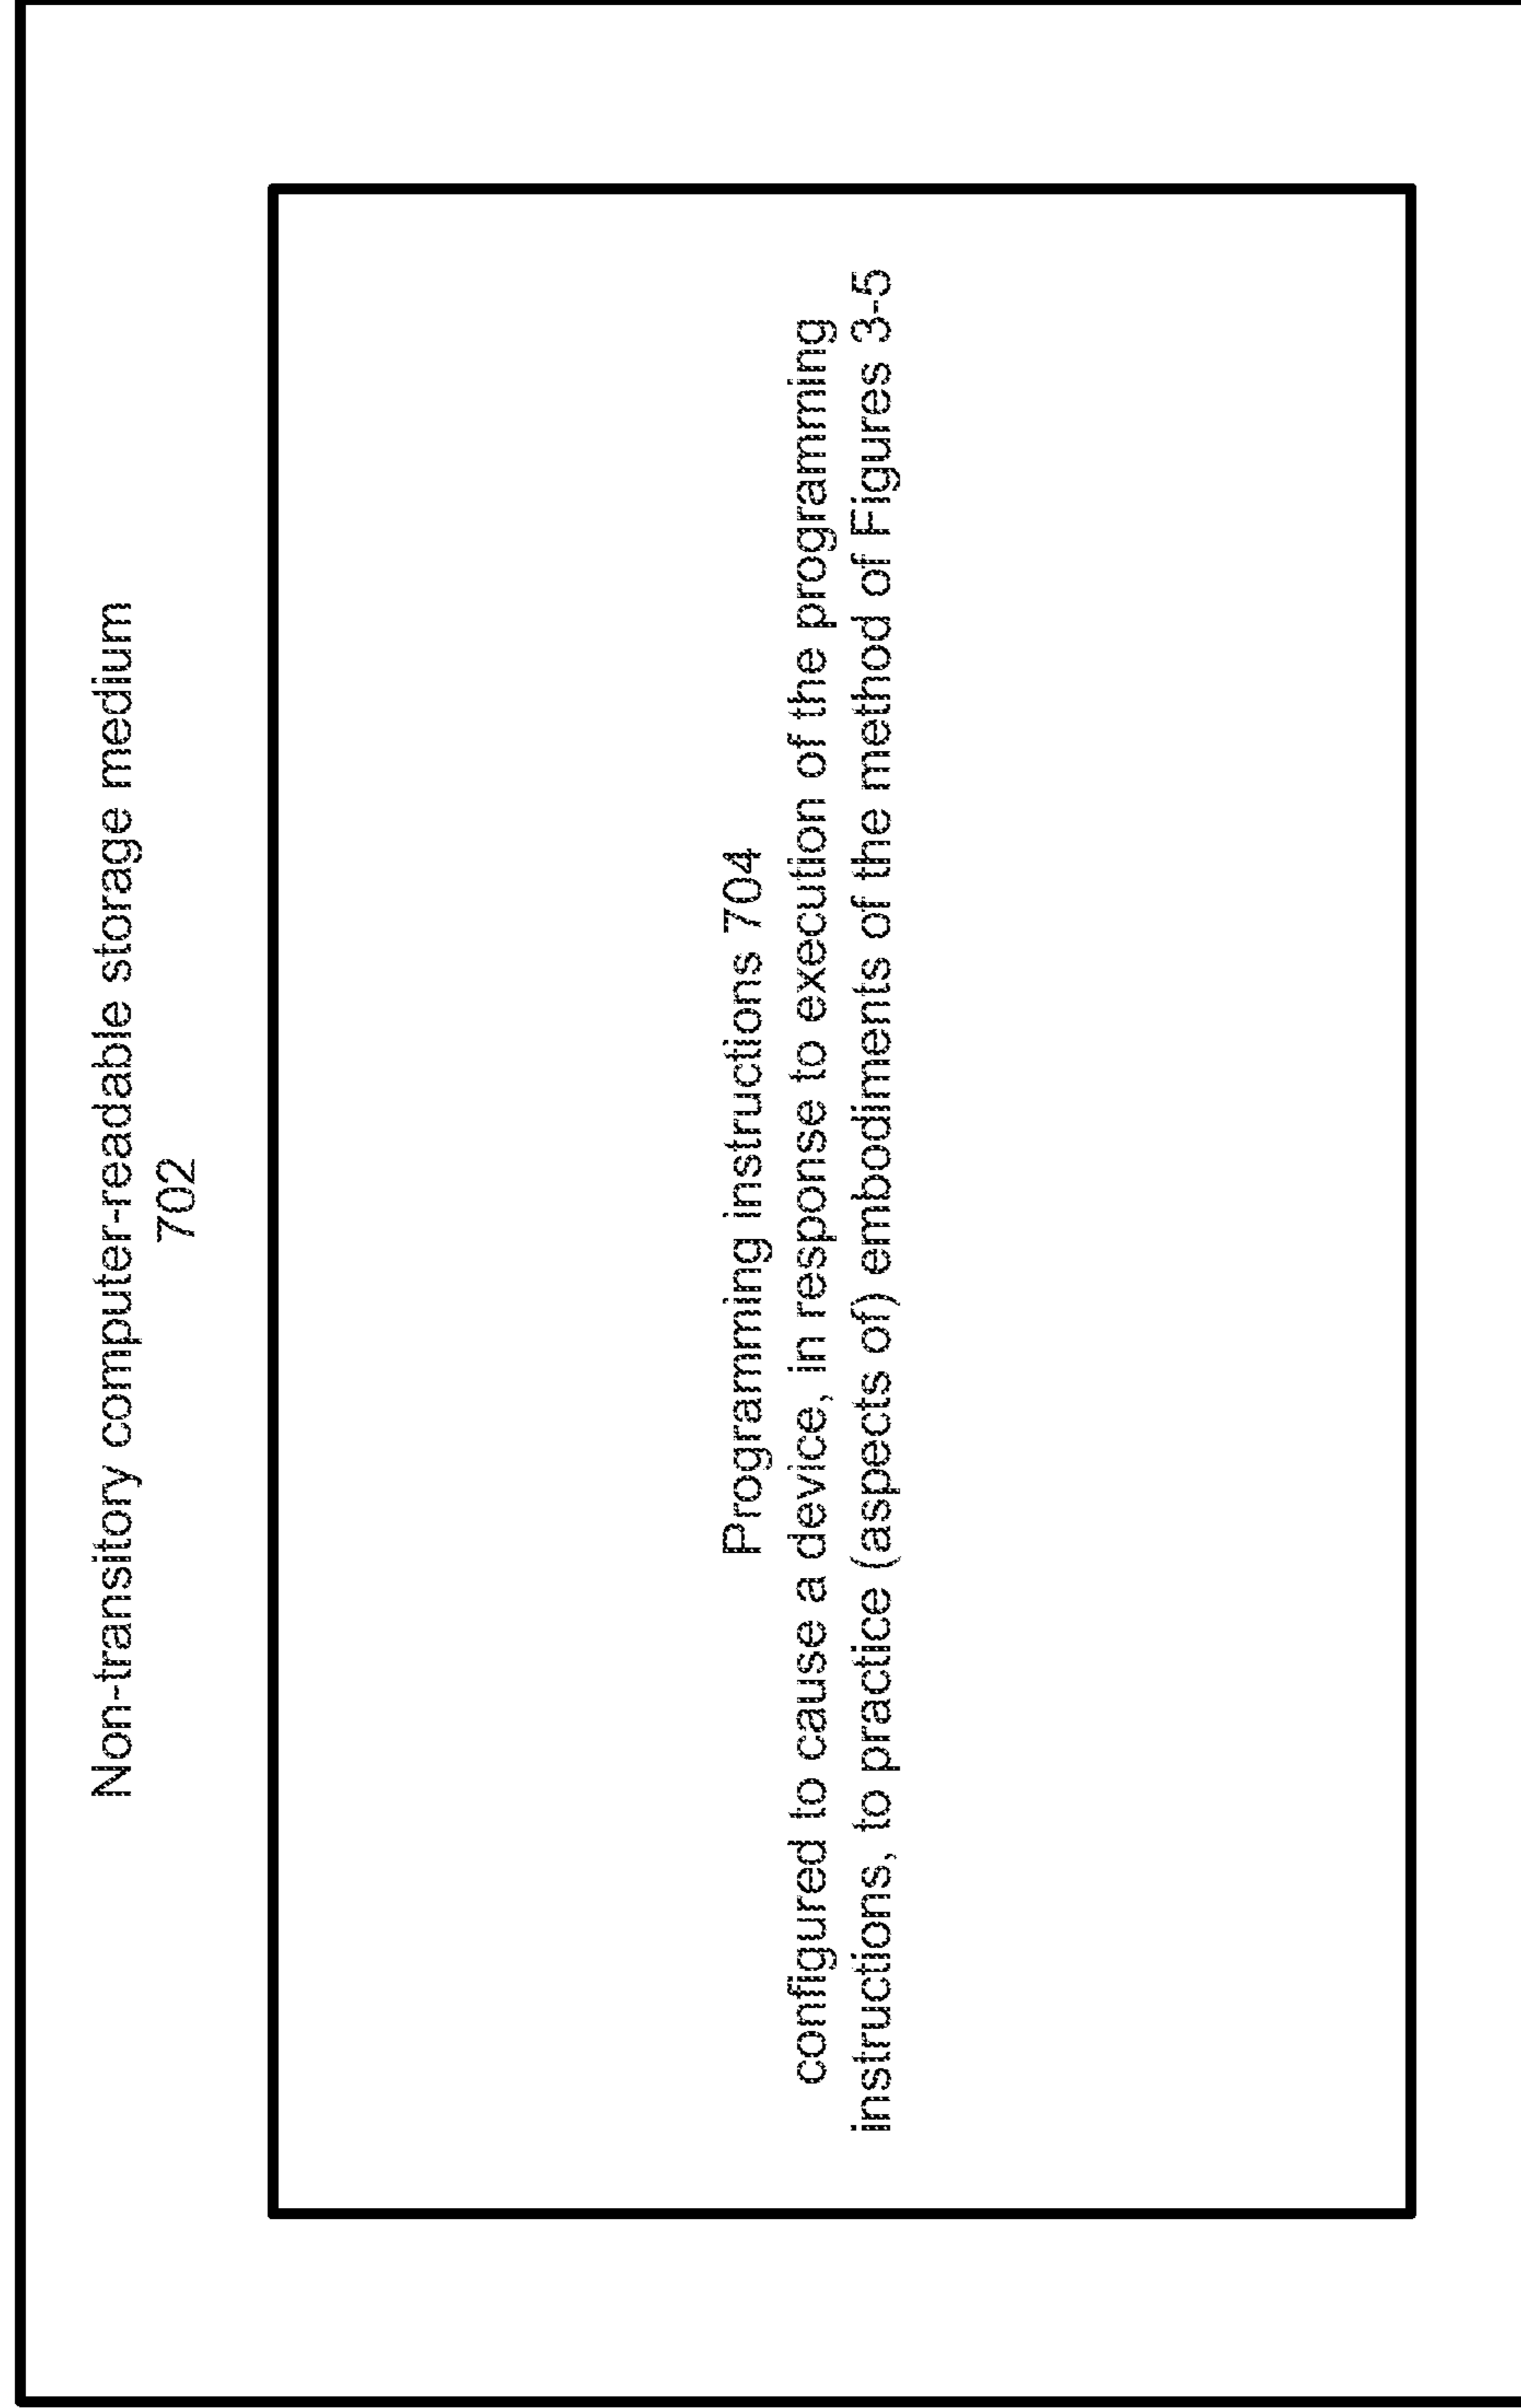 Non-transitory computer-readable storage medium
702
Programming instructions 704
configured to cause a device, in response to execution of the programming
instructions, to practice (aspects of) embodiments of the method of Figures 3-5